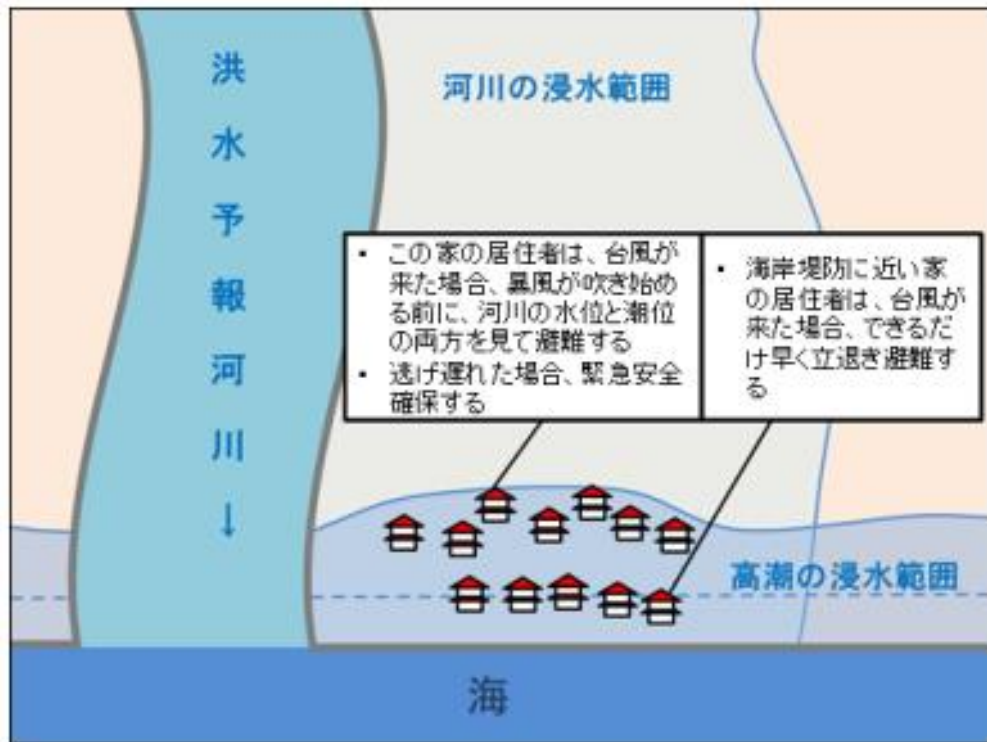 洪水予報河川↓
河川の浸水範囲
• この家の居住者は、台風が
来た場合、暴風が吹き始め
る前に、河川の水位と潮位
の両方を見て避難する
• 逃げ遅れた場合、緊急安全
確保する
• 海岸堤防に近い家
の居住者は、台風が
来た場合、できるだ
け早く立退き避難す
る
高潮の浸水範囲
海